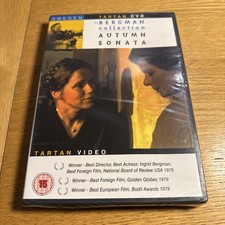 SWEDEN
TARTAN DVD
the BERGMAN
collection
AUTUMN
SONATA
TARTAN VIDEO
Winner - Best Director, Best Actress: Ingrid Bergman,
Best Foreign Film, National Board of Review USA 1978
Winner - Best Foreign Film, Golden Globes 1979
Winner - Best European Film, Bodil Awards 1979
15